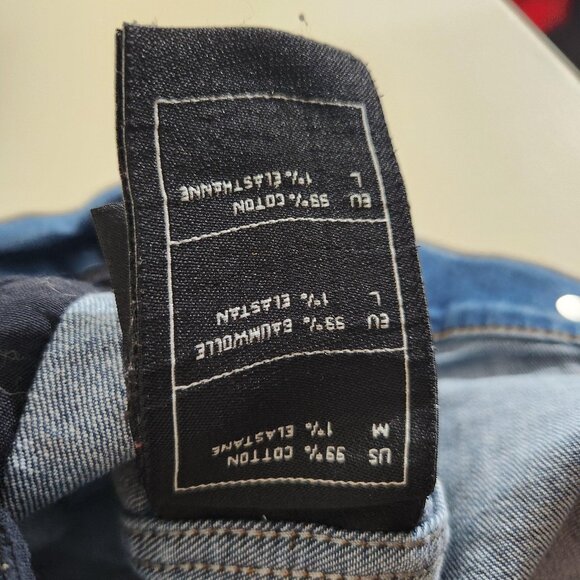 US 99% COTTON
M 1% ELASTANE
EU 99% BAUMWOLLE
L 1% ELASTAN
EU 99% COTON
L 1% ELASTHANNE